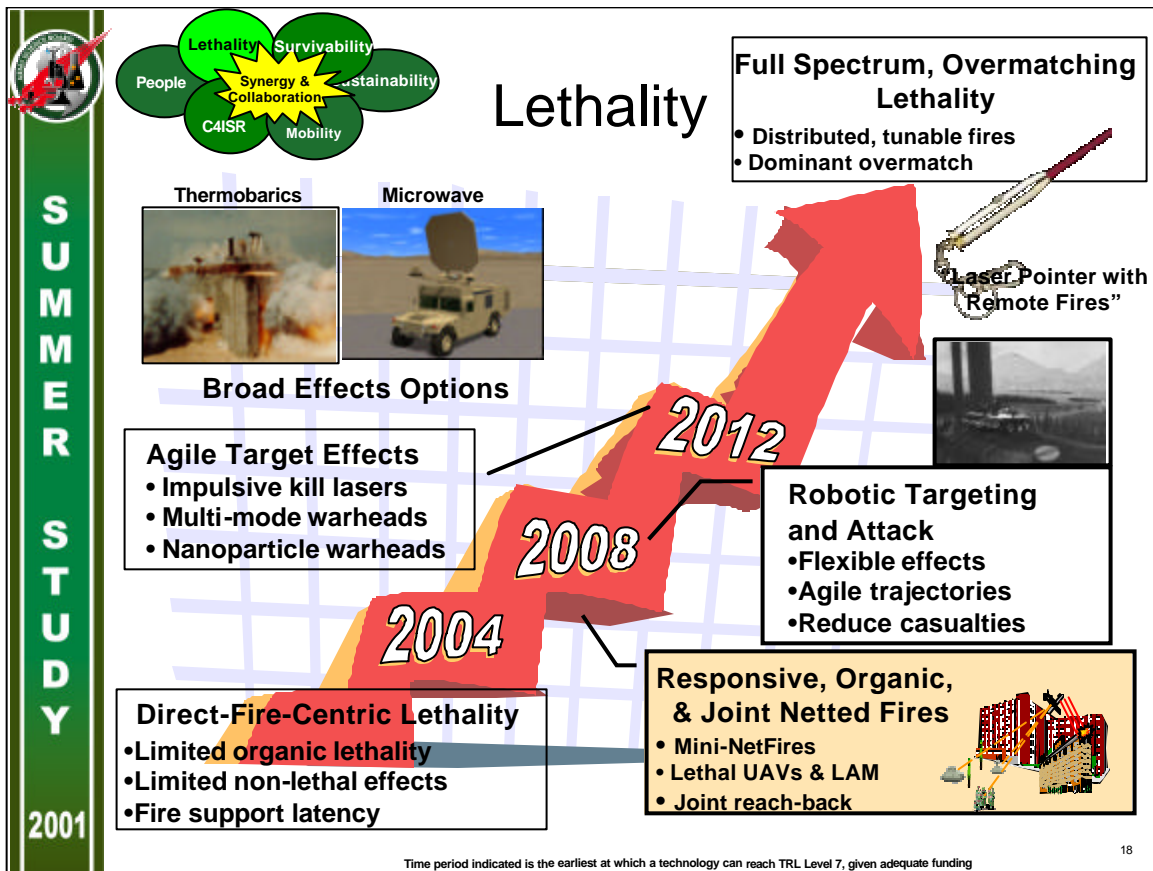 Lethality
Survivability
People
Synergy &
Collaboration
ustainability
C4ISR
Mobility
Lethality
Full Spectrum, Overmatching
Lethality
• Distributed, tunable fires
• Dominant overmatch
Thermobarics
Microwave
"Laser Pointer with
Remote Fires”
Broad Effects Options
Agile Target Effects
• Impulsive kill lasers
• Multi-mode warheads
• Nanoparticle warheads
2012
2008
2004
Robotic Targeting
and Attack
•Flexible effects
•Agile trajectories
•Reduce casualties
Direct-Fire-Centric Lethality
•Limited organic lethality
•Limited non-lethal effects
•Fire support latency
Responsive, Organic,
& Joint Netted Fires
• Mini-NetFires
• Lethal UAVs & LAM
• Joint reach-back
SUMMER STUDY
2001
18
Time period indicated is the earliest at which a technology can reach TRL Level 7, given adequate funding